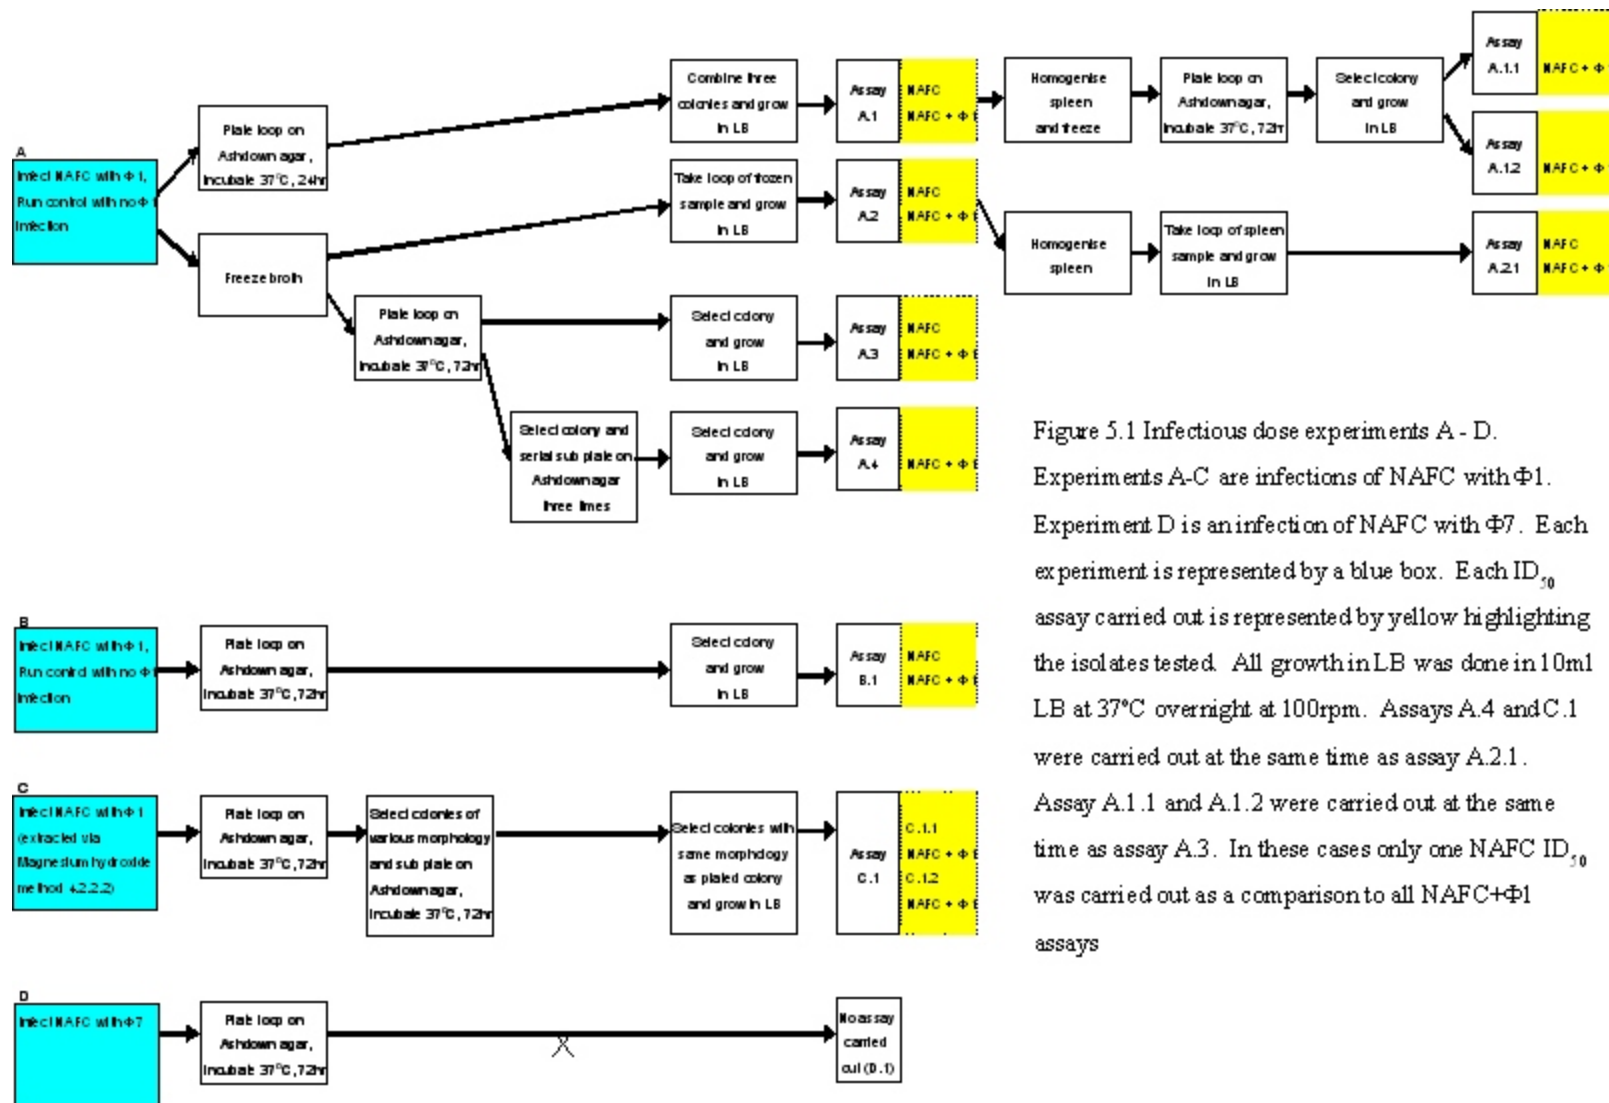 A
Infect NAFC with Φ1,
Run control with no Φ1
infection
Plate loop on
Ashdown agar,
Incubate 37°C, 24hr
Freeze broth
Plate loop on
Ashdown agar,
Incubate 37°C, 72hr
Select colony and
serial sub plate on
Ashdown agar
three times
Combine three
colonies and grow
in LB
Take loop of frozen
sample and grow
in LB
Select colony
and grow
in LB
Select colony
and grow
in LB
Assay
A.1
NAFC
NAFC + Φ
Assay
A.2
NAFC
NAFC + Φ
Assay
A.3
NAFC
NAFC + Φ
Assay
A.4
NAFC + Φ
Homogenise
spleen
and freeze
Plate loop on
Ashdown agar,
Incubate 37°C, 72hr
Select colony
and grow
in LB
Assay
A.1.1
NAFC + Φ
Assay
A.1.2
NAFC + Φ
Homogenise
spleen
Take loop of spleen
sample and grow
in LB
Assay
A.2.1
NAFC
NAFC + Φ
B
Infect NAFC with Φ1,
Run control with no Φ1
infection
Plate loop on
Ashdown agar,
Incubate 37°C, 72hr
Select colony
and grow
in LB
Assay
B.1
NAFC
NAFC + Φ
C
Infect NAFC with Φ1
(extracted via
Magnesium hydroxide
method 4.2.2.2)
Plate loop on
Ashdown agar,
Incubate 37°C, 72hr
Select colonies of
various morphology
and sub plate on
Ashdown agar,
Incubate 37°C, 72hr
Select colonies with
same morphology
as plated colony
and grow in LB
Assay
C.1
C.1.1
NAFC + Φ
C.1.2
NAFC + Φ
D
Infect NAFC with Φ7
Plate loop on
Ashdown agar,
Incubate 37°C, 72hr
X
No assay
carried
out (D.1)
Figure 5.1 Infectious dose experiments A - D.
Experiments A-C are infections of NAFC with Φ1.
Experiment D is an infection of NAFC with Φ7. Each
experiment is represented by a blue box. Each ID50
assay carried out is represented by yellow highlighting
the isolates tested. All growth in LB was done in 10ml
LB at 37°C overnight at 100rpm. Assays A.4 and C.1
were carried out at the same time as assay A.2.1.
Assay A.1.1 and A.1.2 were carried out at the same
time as assay A.3. In these cases only one NAFC ID50
was carried out as a comparison to all NAFC+Φ1
assays